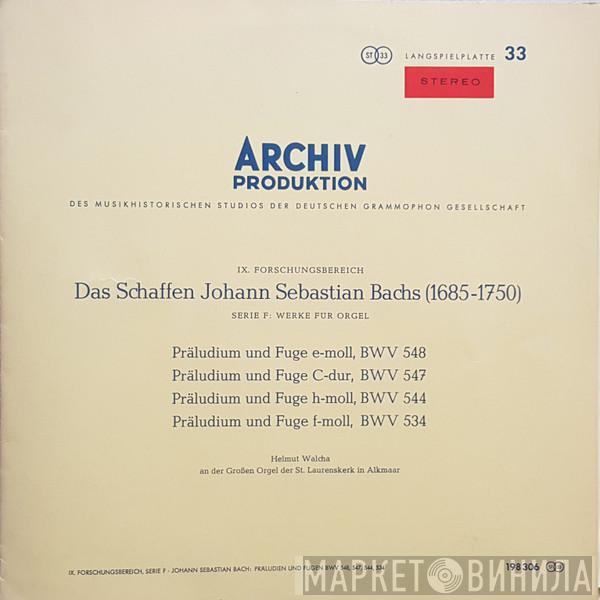 ST 33 LANGSPIELPLATTE 33
STEREO
ARCHIV
PRODUKTION
DES MUSIKHISTORISCHEN STUDIOS DER DEUTSCHEN GRAMMOPHON GESELLSCHAFT
IX. FORSCHUNGSBEREICH
Das Schaffen Johann Sebastian Bachs (1685-1750)
SERIE F: WERKE FUR ORGEL
Präludium und Fuge e-moll, BWV 548
Präludium und Fuge C-dur, BWV 547
Präludium und Fuge h-moll, BWV 544
Präludium und Fuge f-moll, BWV 534
Helmut Walcha
an der Großen Orgel der St. Laurenskerk in Alkmaar
IX. FORSCHUNGSBEREICH, SERIE F · JOHANN SEBASTIAN BACH: PRÄLUDIEN UND FUGEN BWV 548, 547, 544, 534
198306
МАРКЕТ ВИНИЛА